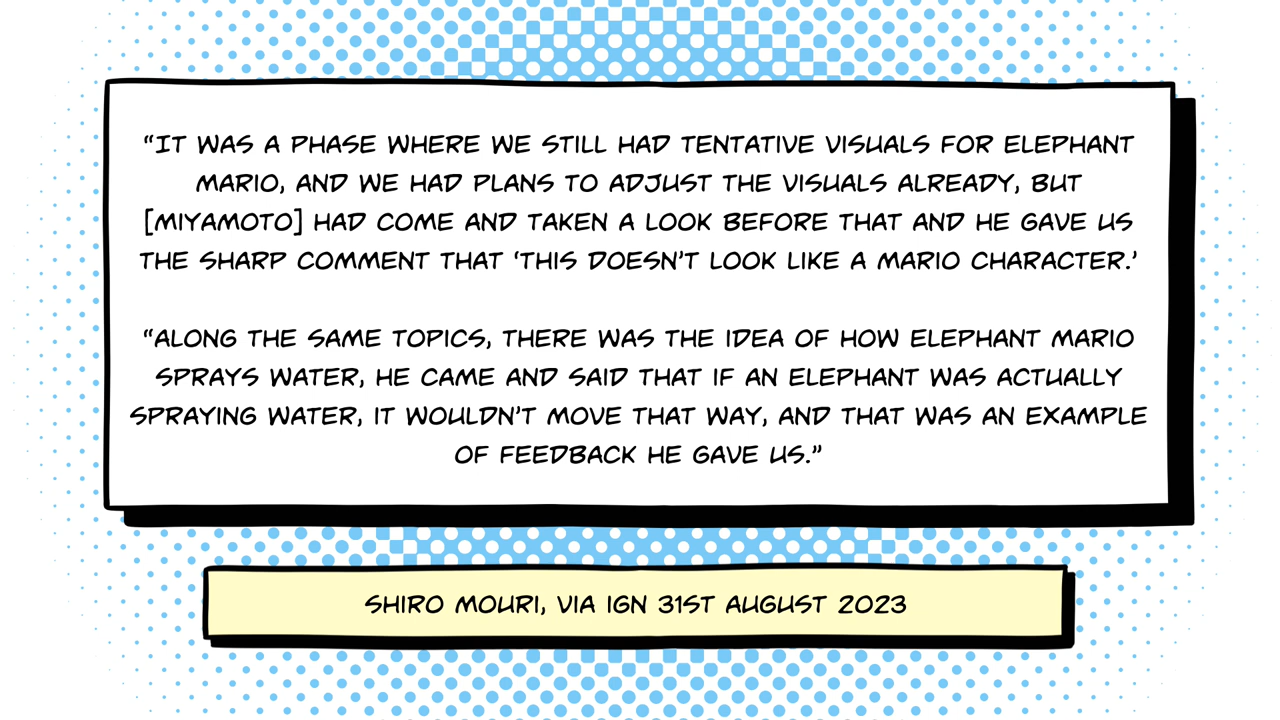 “IT WAS A PHASE WHERE WE STILL HAD TENTATIVE VISUALS FOR ELEPHANT
MARIO, AND WE HAD PLANS TO ADJUST THE VISUALS ALREADY, BUT
[MIYAMOTO] HAD COME AND TAKEN A LOOK BEFORE THAT AND HE GAVE US
THE SHARP COMMENT THAT ‘THIS DOESN’T LOOK LIKE A MARIO CHARACTER.’
“ALONG THE SAME TOPICS, THERE WAS THE IDEA OF HOW ELEPHANT MARIO
SPRAYS WATER, HE CAME AND SAID THAT IF AN ELEPHANT WAS ACTUALLY
SPRAYING WATER, IT WOULDN’T MOVE THAT WAY, AND THAT WAS AN EXAMPLE
OF FEEDBACK HE GAVE US.”
SHIRO MOURI, VIA IGN 31ST AUGUST 2023